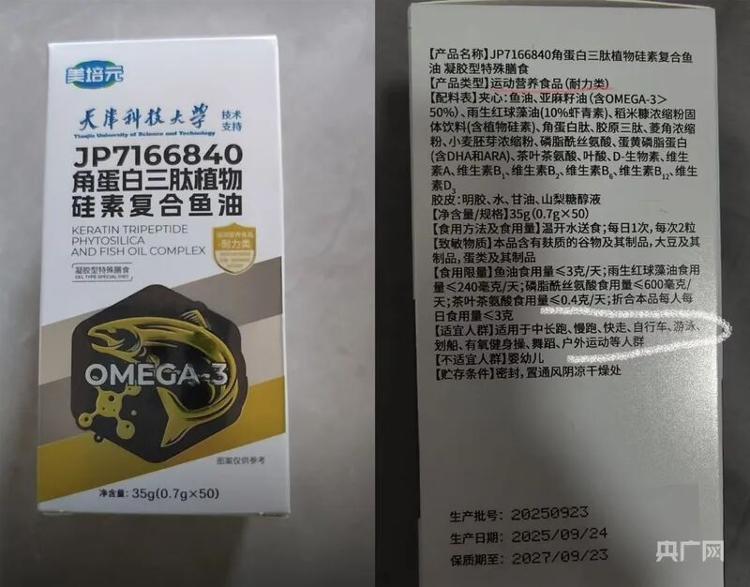 美培元
天津科技大学
技术
支持
Tianjin University of Science and Technology
JP7166840
角蛋白三肽植物
硅素复合鱼油
KERATIN TRIPEPTIDE
PHYTOSILICA
AND FISH OIL COMPLEX
运动营养食品
耐力类
凝胶型特殊膳食
GEL TYPE SPECIAL DIET
OMEGA-3
图案仅供参考
净含量：35g(0.7g×50)
【产品名称】JP7166840角蛋白三肽植物硅素复合鱼
油 凝胶型特殊膳食
【产品类型】运动营养食品(耐力类)
【配料表】夹心:鱼油、亚麻籽油(含OMEGA-3＞
50%)、雨生红球藻油(10%虾青素)、稻米糠浓缩粉固
体饮料(含植物硅素)、角蛋白肽、胶原三肽、菱角浓缩
粉、小麦胚芽浓缩粉、磷脂酰丝氨酸、蛋黄磷脂蛋白
(含DHA和ARA)、茶叶茶氨酸、叶酸、D-生物素、维生
素A、维生素B1、维生素B2、维生素B6、维生素B12、维生
素D3
胶皮：明胶、水、甘油、山梨糖醇液
【净含量/规格】35g(0.7g×50)
【食用方法及食用量】温开水送食;每日1次,每次2粒
【致敏物质】本品含有麸质的谷物及其制品,大豆及其
制品,蛋类及其制品
【食用限量】鱼油食用量≤3克/天;雨生红球藻油食用
量≤240毫克/天;磷脂酰丝氨酸食用量≤600毫克/
天;茶叶茶氨酸食用量≤0.4克/天;折合本品每人每
日食用量≤3克
【适宜人群】适用于中长跑、慢跑、快走、自行车、游泳、
划船、有氧健身操、舞蹈、户外运动等人群
【不适宜人群】婴幼儿
【贮存条件】密封,置通风阴凉干燥处
生产批号：20250923
生产日期：2025/09/24
保质期至：2027/09/23
央广网